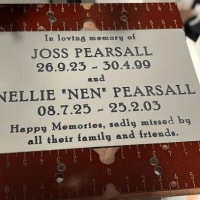 In loving memory of
JOSS PEARSALL
26.9.23 ~ 30.4.99
and
NELLIE "NEN" PEARSALL
08.7.25 ~ 25.2.03
Happy Memories, sadly missed by
all their family and friends.